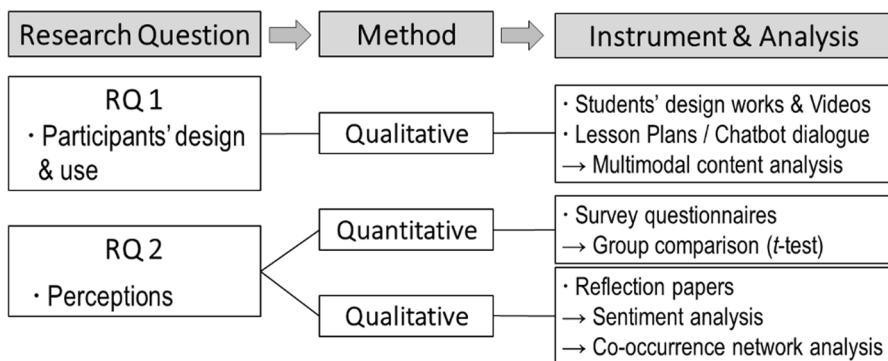 Research Question
Method
Instrument & Analysis
RQ 1
· Participants' design
& use
Qualitative
· Students' design works & Videos
· Lesson Plans / Chatbot dialogue
→ Multimodal content analysis
RQ 2
· Perceptions
Quantitative
· Survey questionnaires
→ Group comparison (t-test)
Qualitative
· Reflection papers
→ Sentiment analysis
→ Co-occurrence network analysis